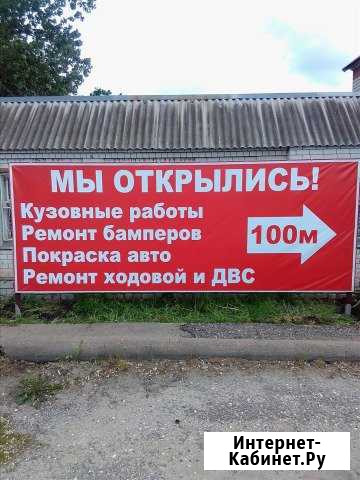 МЫ ОТКРЫЛИСЬ!
Кузовные работы
Ремонт бамперов
Покраска авто
Ремонт ходовой и ДВС
100м
Интернет-
Кабинет.Ру